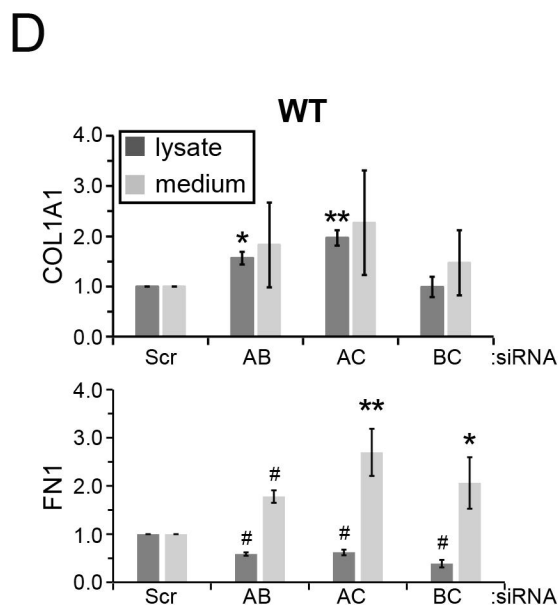 D
WT
COL1A1
4.0
3.0
2.0
1.0
0.0
lysate
medium
*
**
Scr AB AC BC :siRNA
FN1
4.0
3.0
2.0
1.0
0.0
# # # ** # *
Scr AB AC BC :siRNA